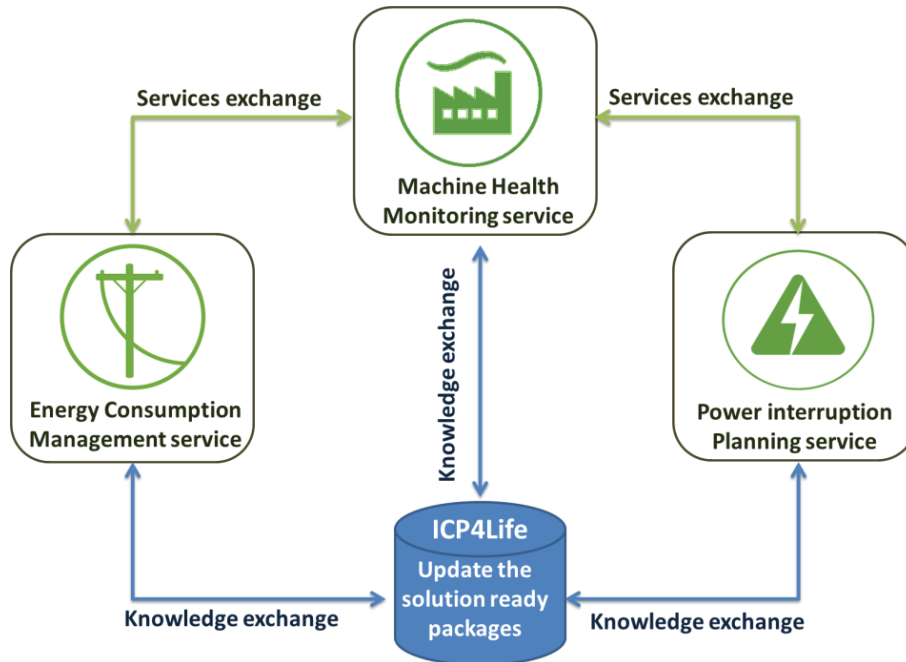 Services exchange
Services exchange
Machine Health
Monitoring service
Knowledge exchange
Energy Consumption
Management service
Power interruption
Planning service
ICP4Life
Update the
solution ready
packages
Knowledge exchange
Knowledge exchange